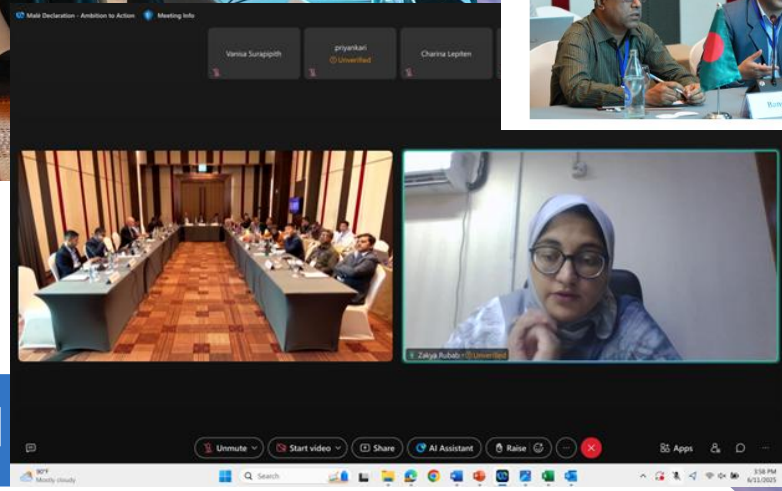 Malé Declaration - Ambition to Action
Meeting Info
Vanisa Surapipith
priyankari
Unverified
Charina Lepiten
Zakya Rubab
Unverified
Unmute
Start video
Share
AI Assistant
Raise
Apps
90°F
Mostly cloudy
Search
3:58 PM
6/11/2025